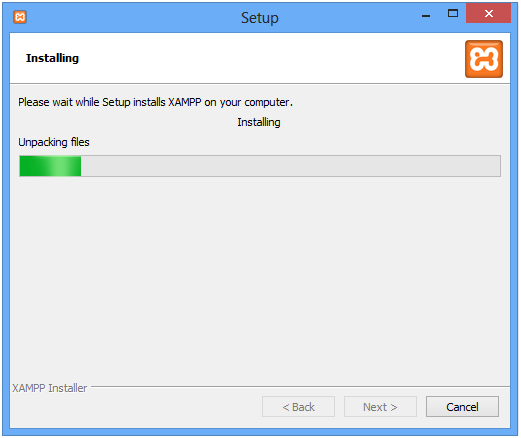 Setup
Installing
Please wait while Setup installs XAMPP on your computer.
Installing
Unpacking files
XAMPP Installer
< Back
Next >
Cancel